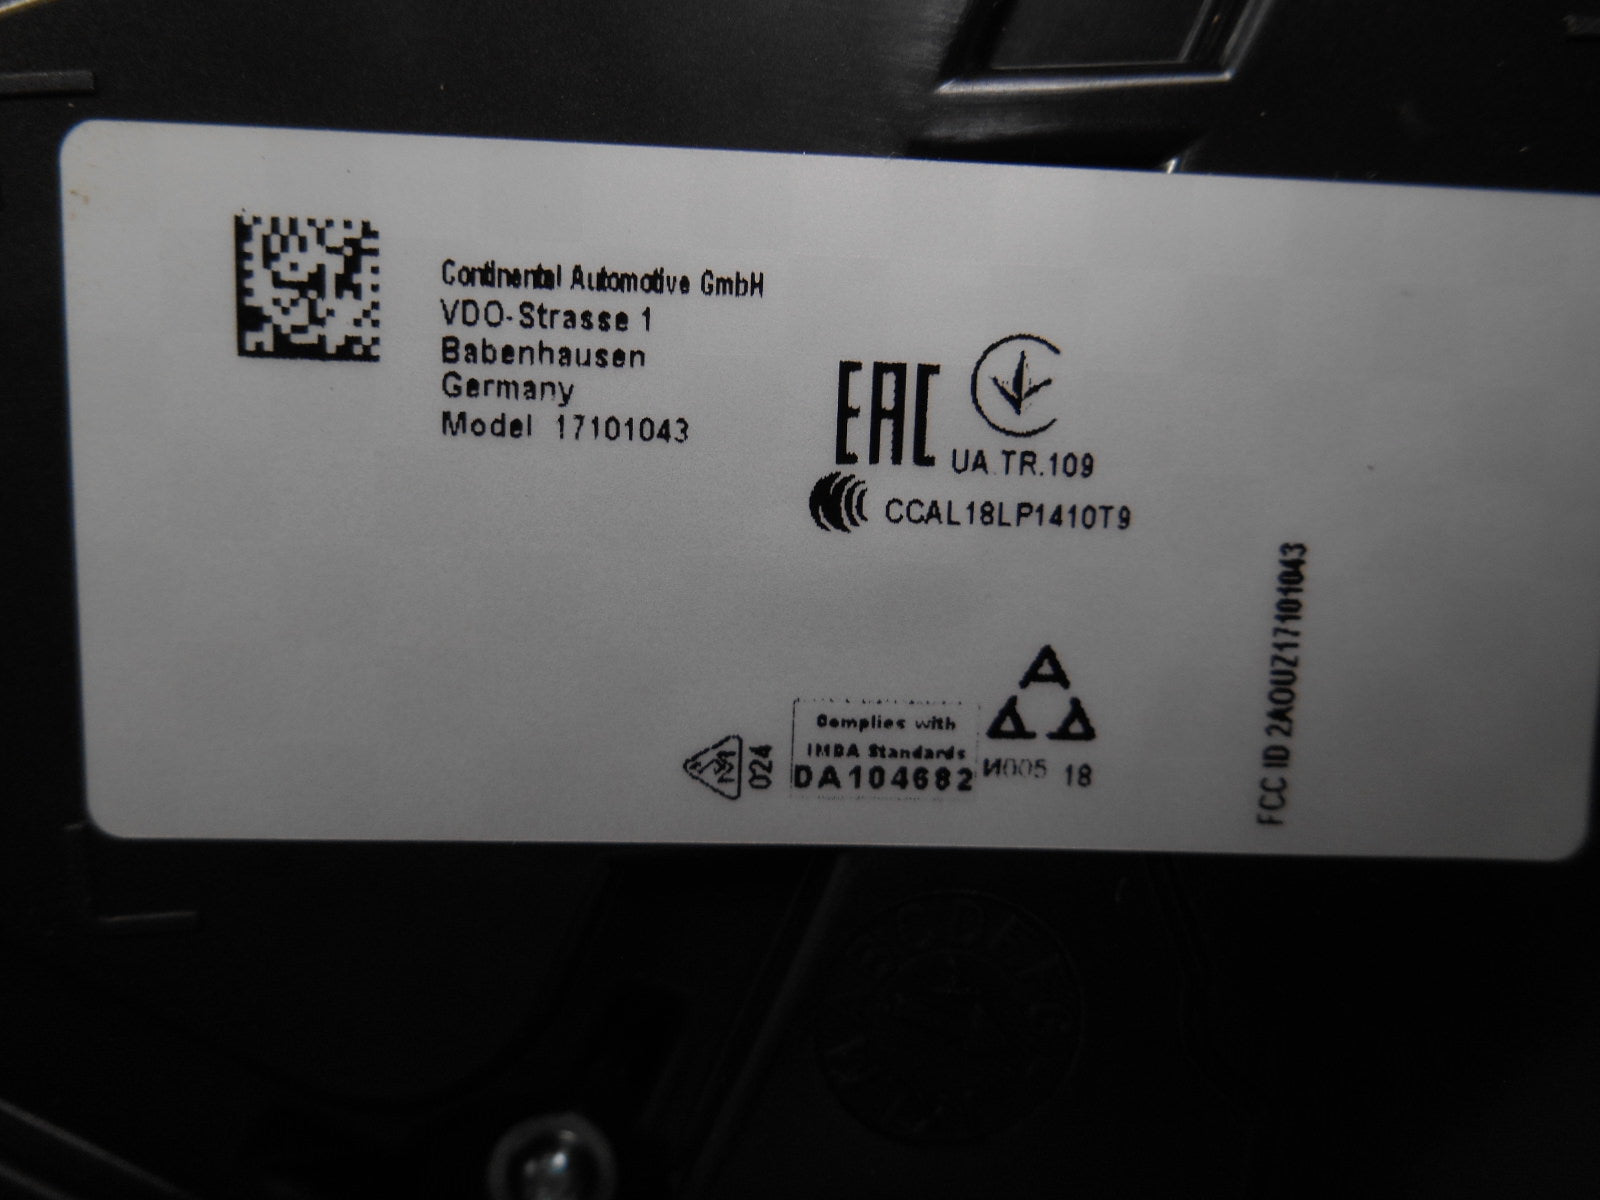 Continental Automotive GmbH
VDO-Strasse 1
Babenhausen
Germany
Model 17101043
EAC
UA.TR.109
CCAL18LP1410T9
FCC ID 2AOUZ17101043
024
Complies with
IMDA Standards
DA104682
И005 18